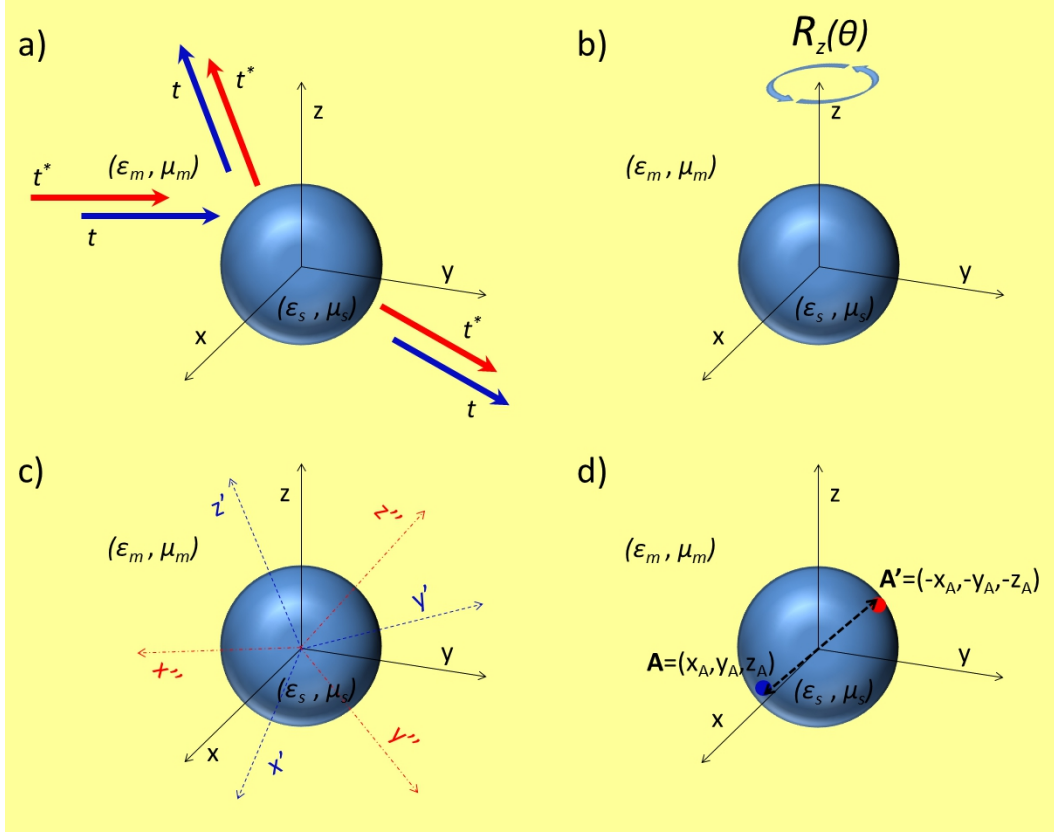 a)
t
t*
z
t*
(εm , μm)
t
y
(εs , μs)
x
t*
t
b)
Rz(θ)
z
(εm , μm)
y
(εs , μs)
x
c)
z
z'
z''
(εm , μm)
y'
x''
y
(εs , μs)
x
x'
y''
d)
z
(εm , μm)
A'=(-xA,-yA,-zA)
y
A=(xA,yA,zA)
(εs , μs)
x